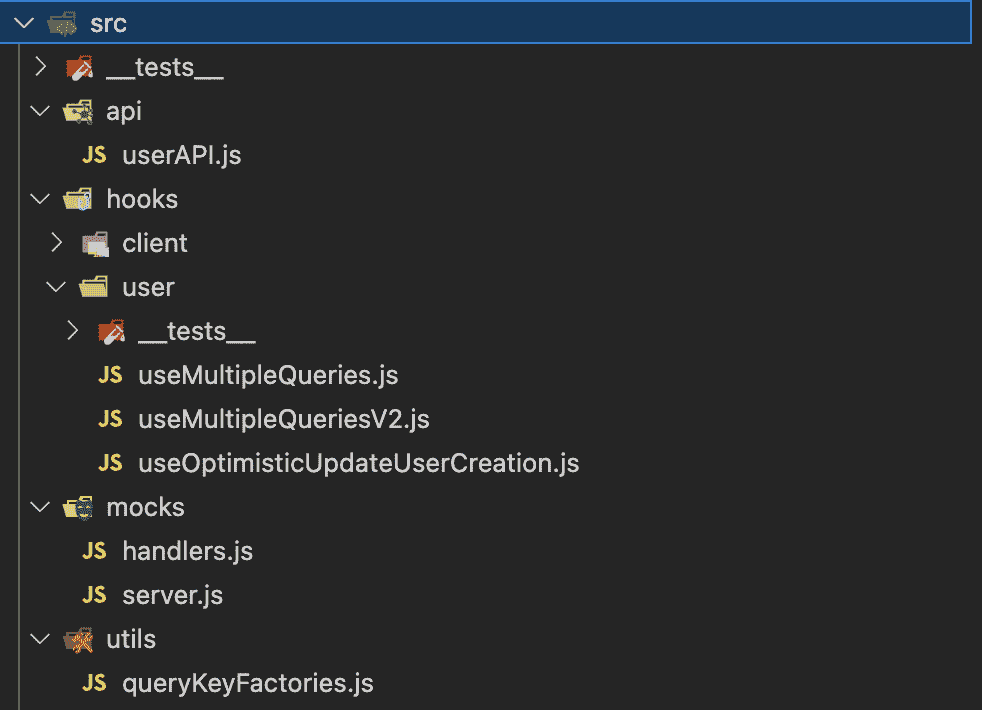 src
__tests__
api
JS userAPI.js
hooks
client
user
__tests__
JS useMultipleQueries.js
JS useMultipleQueriesV2.js
JS useOptimisticUpdateUserCreation.js
mocks
JS handlers.js
JS server.js
utils
JS queryKeyFactories.js